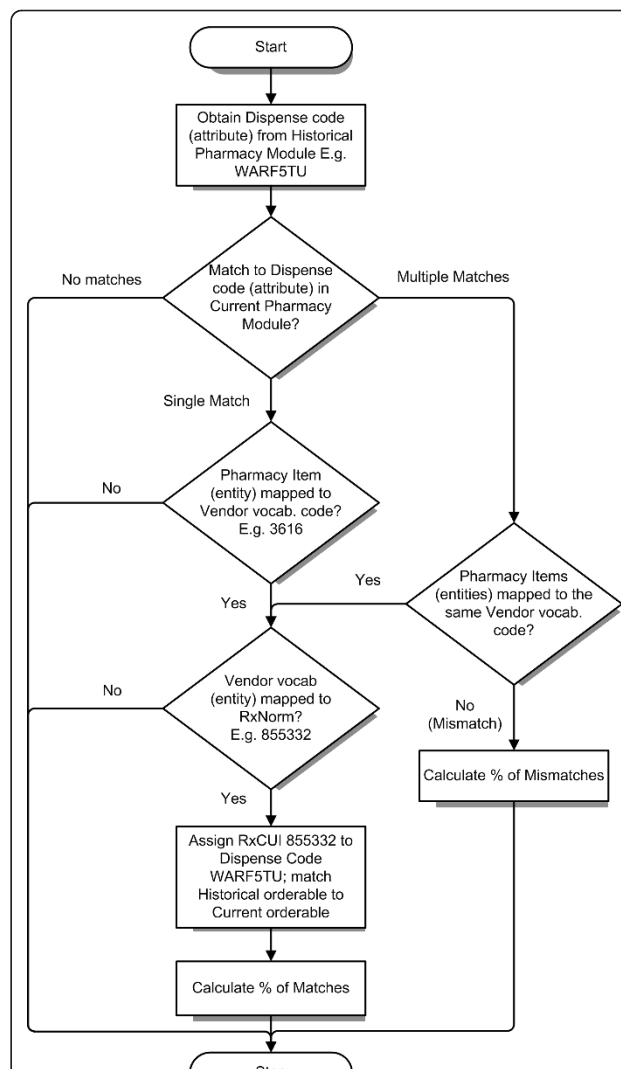 Start
Obtain Dispense code
(attribute) from Historical
Pharmacy Module E.g.
WARF5TU
No matches
Match to Dispense
code (attribute) in
Current Pharmacy
Module?
Multiple Matches
Single Match
No
Pharmacy Item
(entity) mapped to
Vendor vocab. code?
E.g. 3616
Yes
Pharmacy Items
(entities) mapped to the
same Vendor vocab.
code?
Yes
No
Vendor vocab
(entity) mapped to
RxNorm?
E.g. 855332
No
(Mismatch)
Calculate % of Mismatches
Yes
Assign RxCUI 855332 to
Dispense Code
WARF5TU; match
Historical orderable to
Current orderable
Calculate % of Matches